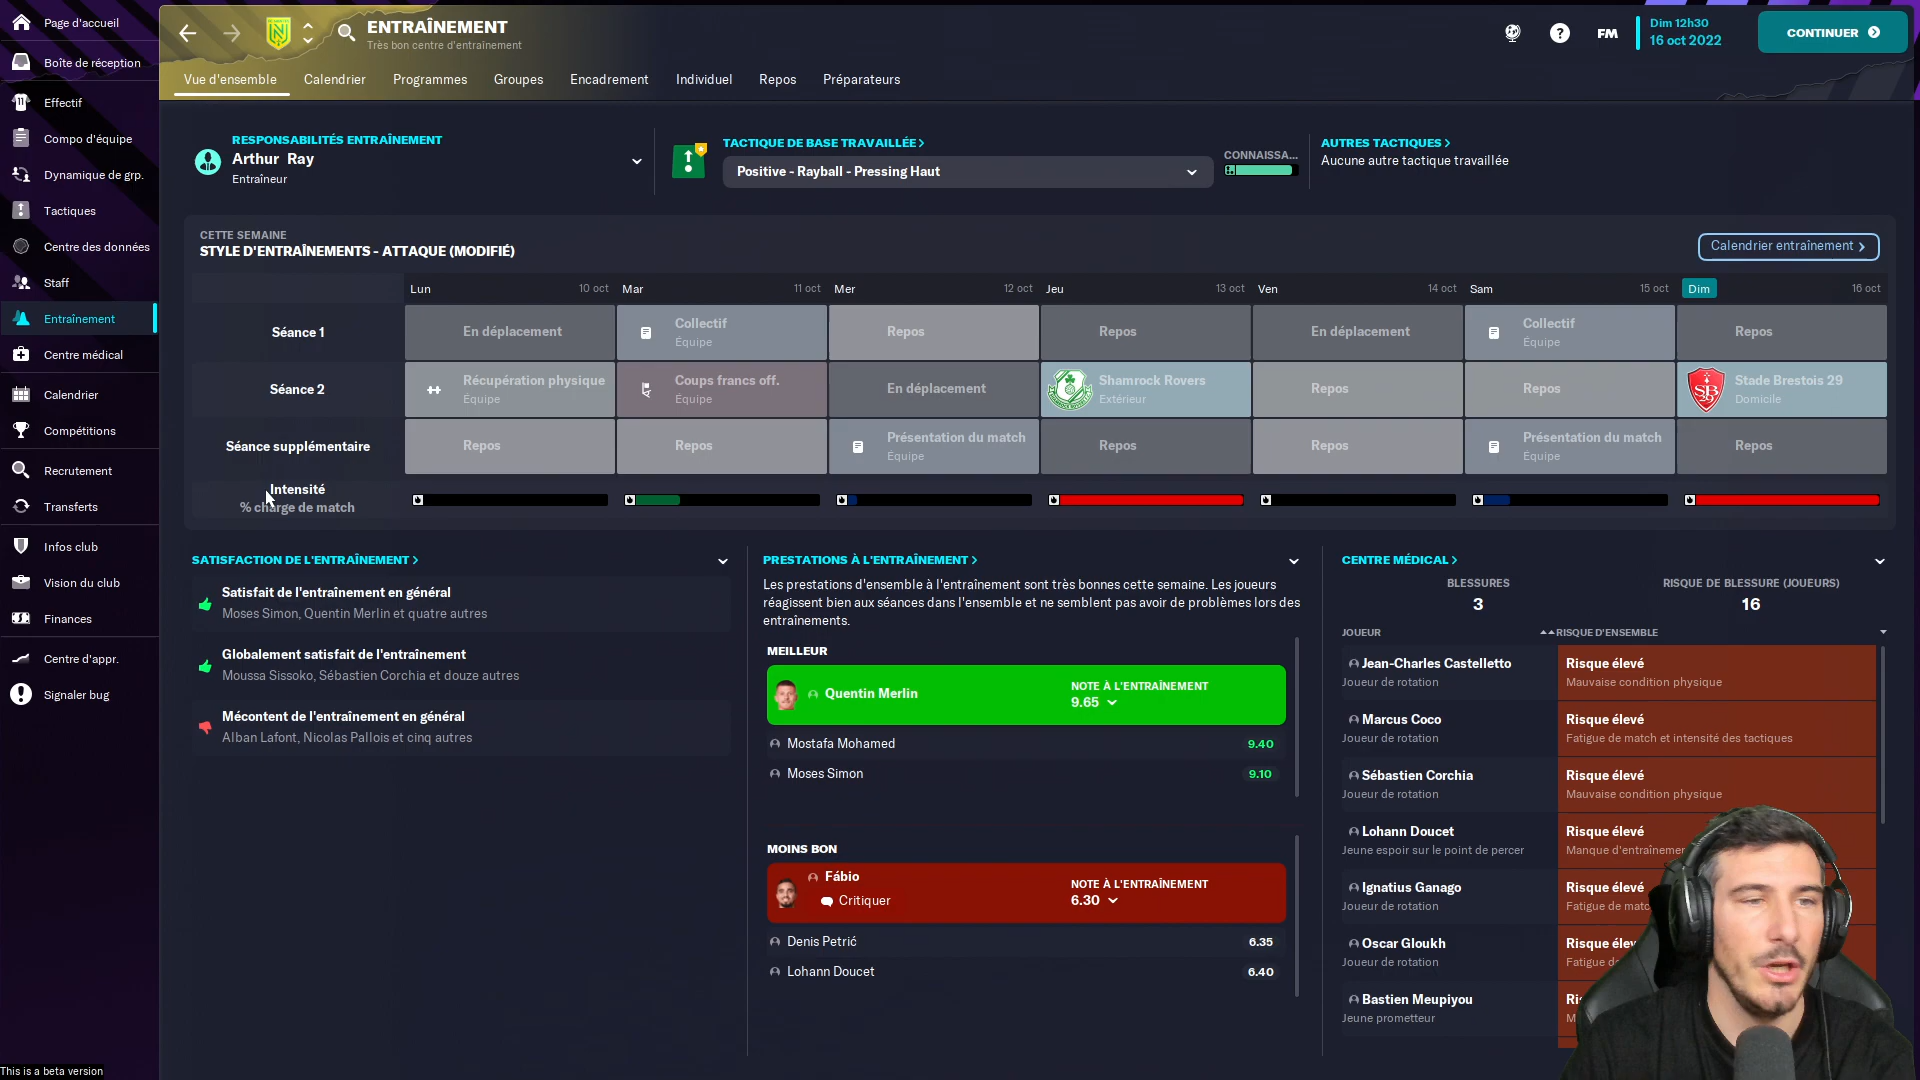 Page d'accueil
Boîte de réception
Effectif
Compo d'équipe
Dynamique de grp.
Tactiques
Centre des données
Staff
Entraînement
Centre médical
Calendrier
Compétitions
Recrutement
Transferts
Infos club
Vision du club
Finances
Centre d'appr.
Signaler bug
This is a beta version
ENTRAÎNEMENT
Très bon centre d'entraînement
FM
Dim 12h30
16 oct 2022
CONTINUER
Vue d'ensemble Calendrier Programmes Groupes Encadrement Individuel Repos Préparateurs
RESPONSABILITÉS ENTRAÎNEMENT
Arthur Ray
Entraîneur
TACTIQUE DE BASE TRAVAILLÉE >
Positive - Rayball - Pressing Haut
CONNAISSA...
AUTRES TACTIQUES >
Aucune autre tactique travaillée
CETTE SEMAINE
STYLE D'ENTRAÎNEMENTS - ATTAQUE (MODIFIÉ)
Calendrier entraînement >
Lun 10 oct Mar 11 oct Mer 12 oct Jeu 13 oct Ven 14 oct Sam 15 oct Dim 16 oct
Séance 1
En déplacement
Collectif
Équipe
Repos
Repos
En déplacement
Collectif
Équipe
Repos
Séance 2
Récupération physique
Équipe
Coups francs off.
Équipe
En déplacement
Shamrock Rovers
Extérieur
Repos
Repos
SB
29
Stade Brestois 29
Domicile
Séance supplémentaire
Repos
Repos
Présentation du match
Équipe
Repos
Repos
Présentation du match
Équipe
Repos
Intensité
% charge de match
SATISFACTION DE L'ENTRAÎNEMENT >
Satisfait de l'entraînement en général
Moses Simon, Quentin Merlin et quatre autres
Globalement satisfait de l'entraînement
Moussa Sissoko, Sébastien Corchia et douze autres
Mécontent de l'entraînement en général
Alban Lafont, Nicolas Pallois et cinq autres
PRESTATIONS À L'ENTRAÎNEMENT >
Les prestations d'ensemble à l'entraînement sont très bonnes cette semaine. Les joueurs
réagissent bien aux séances dans l'ensemble et ne semblent pas avoir de problèmes lors des
entraînements.
MEILLEUR
Quentin Merlin
NOTE À L'ENTRAÎNEMENT
9.65
Mostafa Mohamed 9.40
Moses Simon 9.10
MOINS BON
Fábio
Critiquer
NOTE À L'ENTRAÎNEMENT
6.30
Denis Petrić 6.35
Lohann Doucet 6.40
CENTRE MÉDICAL >
BLESSURES
3
RISQUE DE BLESSURE (JOUEURS)
16
JOUEUR RISQUE D'ENSEMBLE
Jean-Charles Castelletto
Joueur de rotation
Risque élevé
Mauvaise condition physique
Marcus Coco
Joueur de rotation
Risque élevé
Fatigue de match et intensité des tactiques
Sébastien Corchia
Joueur de rotation
Risque élevé
Mauvaise condition physique
Lohann Doucet
Jeune espoir sur le point de percer
Risque élevé
Manque d'entraînemer
Ignatius Ganago
Joueur de rotation
Risque élevé
Fatigue de matc
Oscar Gloukh
Joueur de rotation
Risque élev
Fatigue d
Bastien Meupiyou
Jeune prometteur
Ri
M